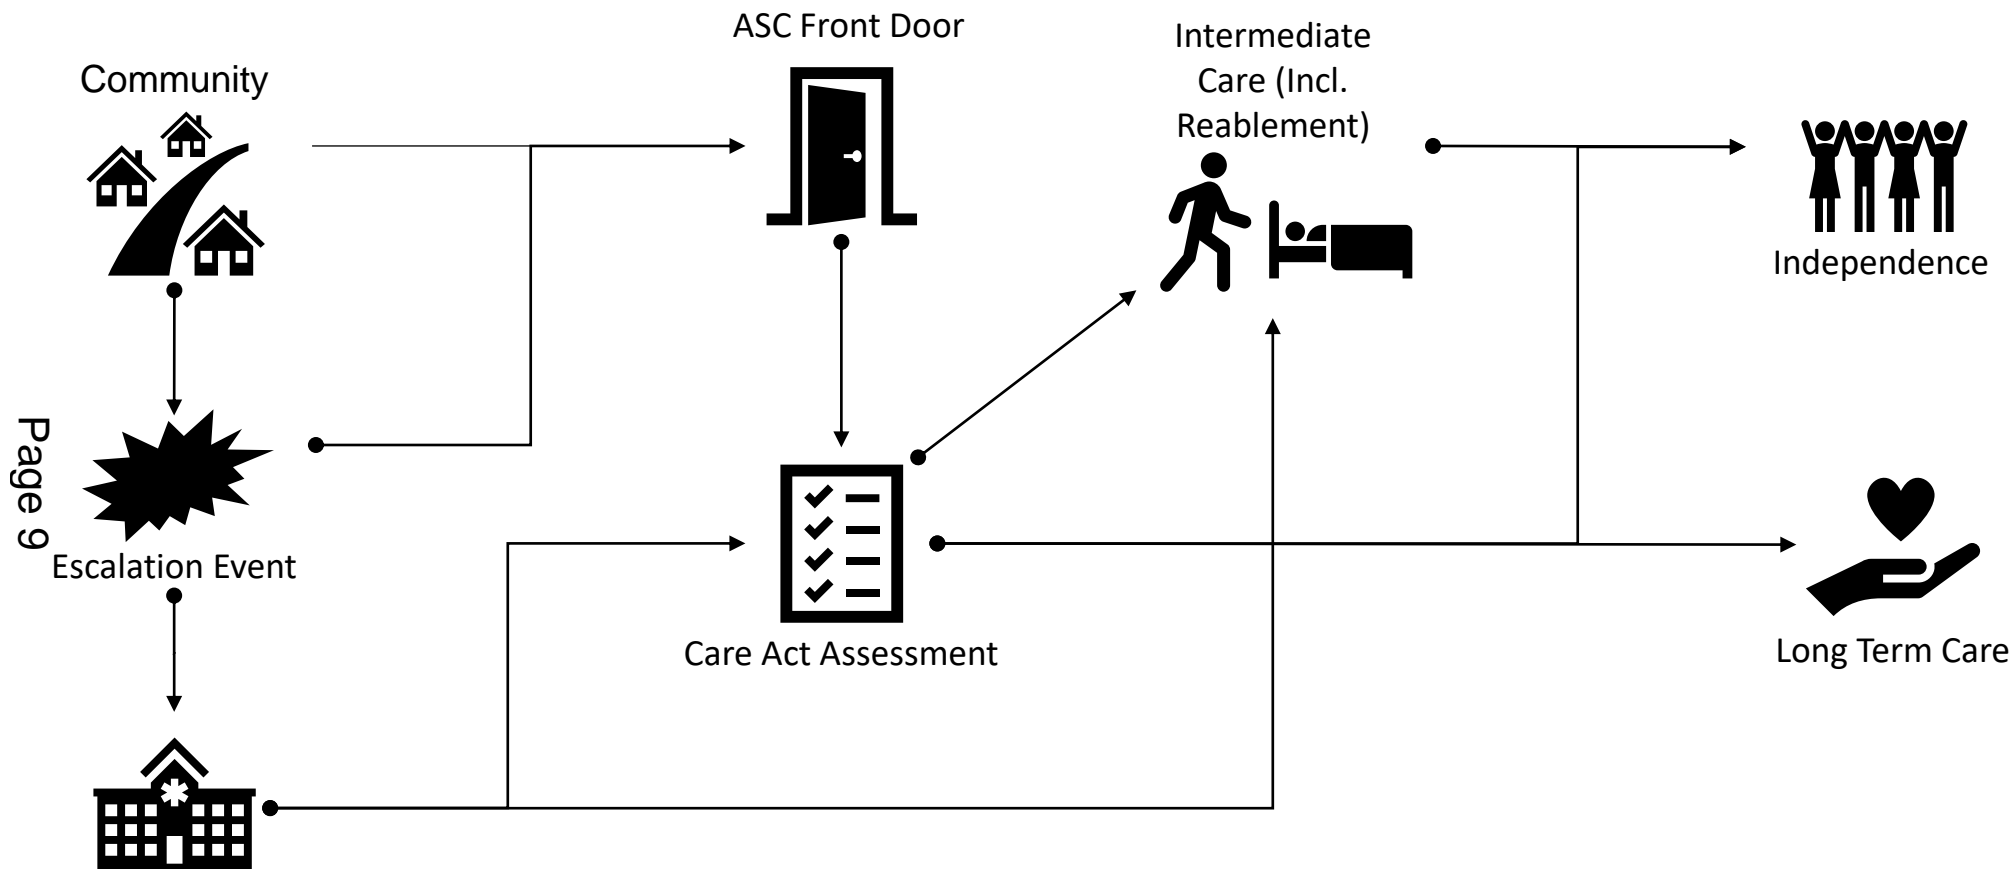 Community
ASC Front Door
Intermediate
Care (Incl.
Reablement)
Independence
Page 9
Escalation Event
Care Act Assessment
Long Term Care